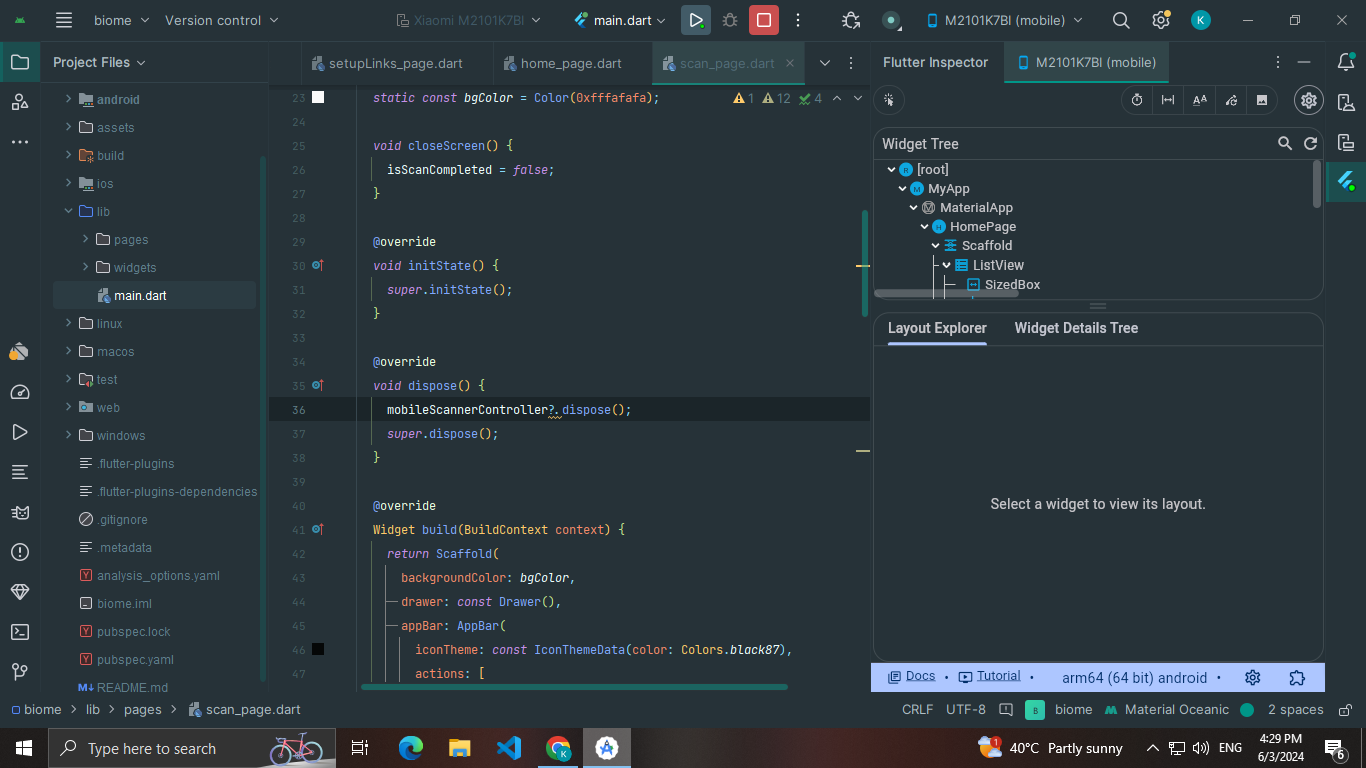 biome
Version control
Xiaomi M2101K7BI
main.dart
M2101K7BI (mobile)
K
Project Files
android
assets
build
ios
lib
pages
widgets
main.dart
linux
macos
test
web
windows
.flutter-plugins
.flutter-plugins-dependencies
.gitignore
.metadata
analysis_options.yaml
biome.iml
pubspec.lock
pubspec.yaml
README.md
setupLinks_page.dart
home_page.dart
scan_page.dart
1 12 4
23 static const bgColor = Color(0xfffafafa);
24
25 void closeScreen() {
26 isScanCompleted = false;
27 }
28
29 @override
30 void initState() {
31 super.initState();
32 }
33
34 @override
35 void dispose() {
36 mobileScannerController?.dispose();
37 super.dispose();
38 }
39
40 @override
41 Widget build(BuildContext context) {
42 return Scaffold(
43 backgroundColor: bgColor,
44 drawer: const Drawer(),
45 appBar: AppBar(
46 iconTheme: const IconThemeData(color: Colors.black87),
47 actions: [
Flutter Inspector
M2101K7BI (mobile)
Widget Tree
[root]
MyApp
MaterialApp
HomePage
Scaffold
ListView
SizedBox
Layout Explorer
Widget Details Tree
Select a widget to view its layout.
Docs • Tutorial • arm64 (64 bit) android •
biome > lib > pages > scan_page.dart
CRLF
UTF-8
biome
Material Oceanic
2 spaces
Type here to search
40°C Partly sunny
ENG
4:29 PM
6/3/2024
6